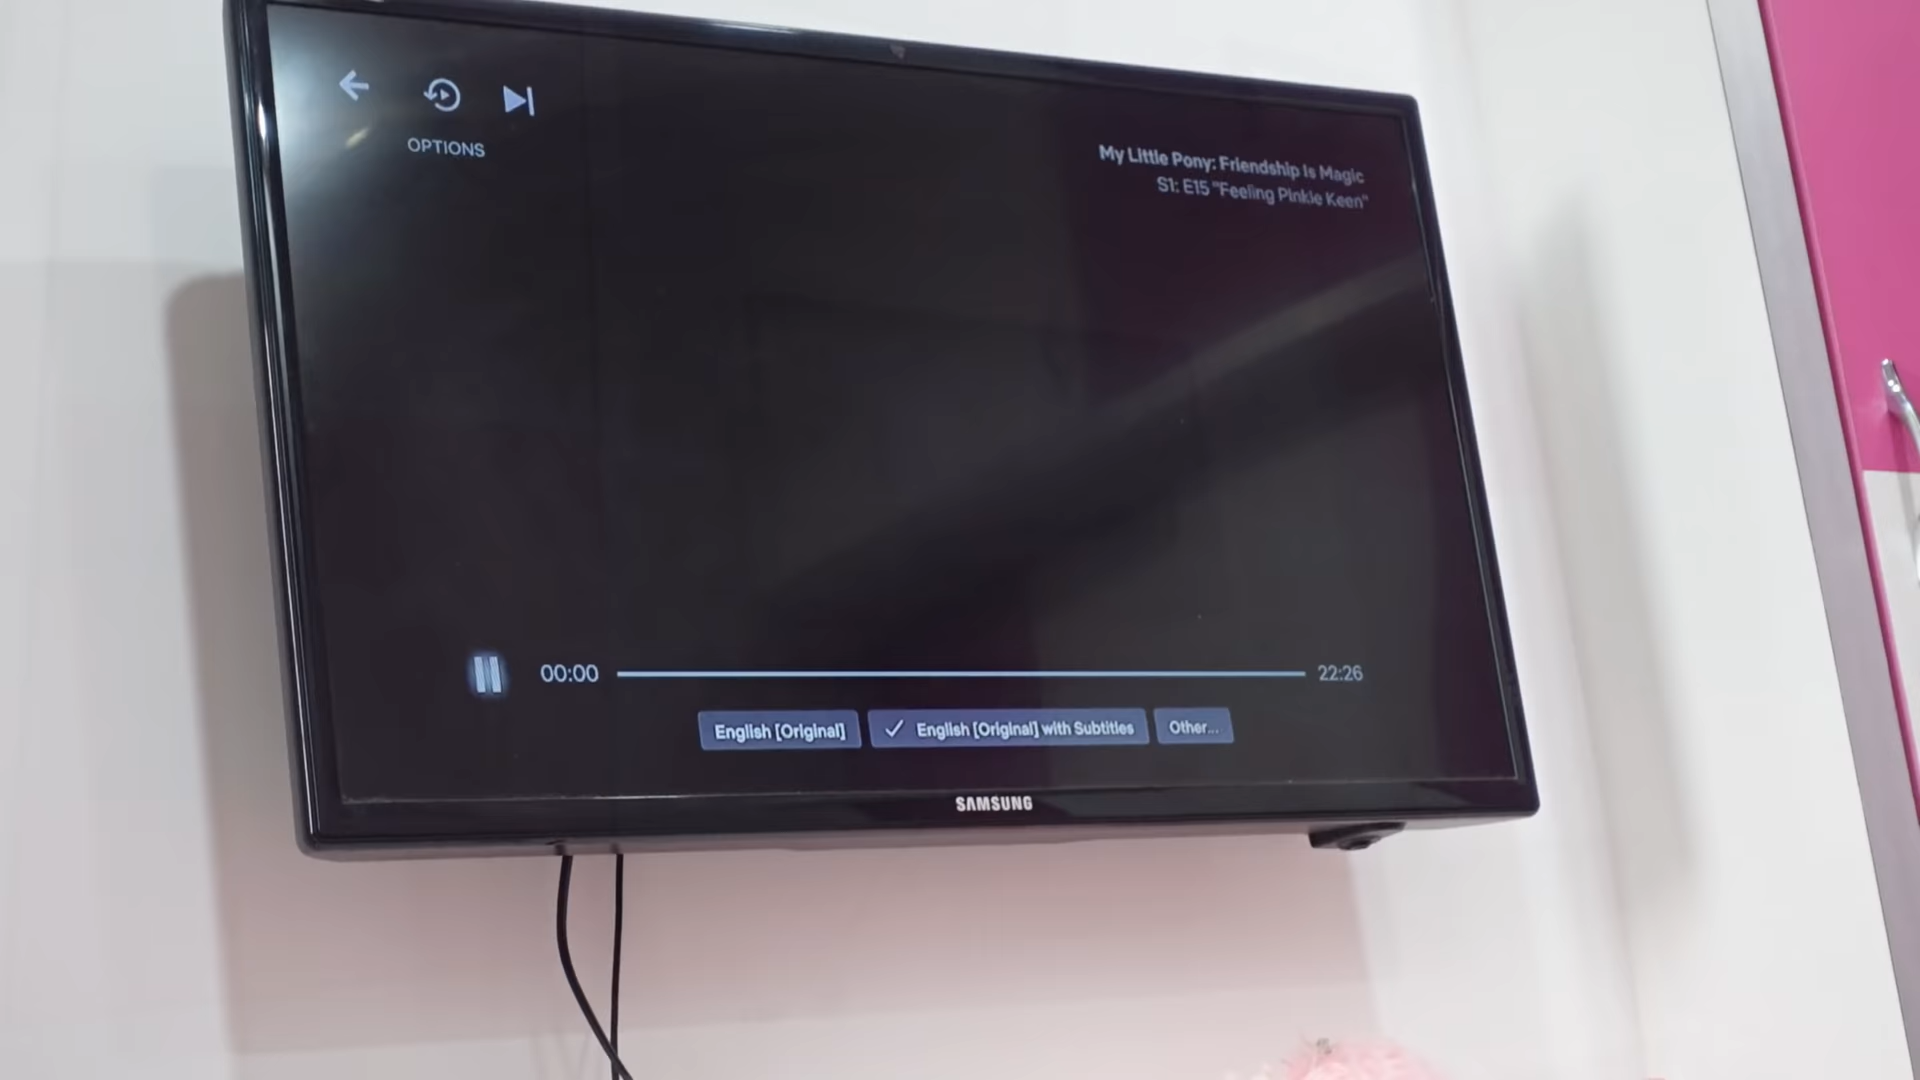 OPTIONS
My Little Pony: Friendship Is Magic
S1: E15 "Feeling Pinkie Keen"
00:00
22:26
English [Original]
English [Original] with Subtitles
Other...
SAMSUNG